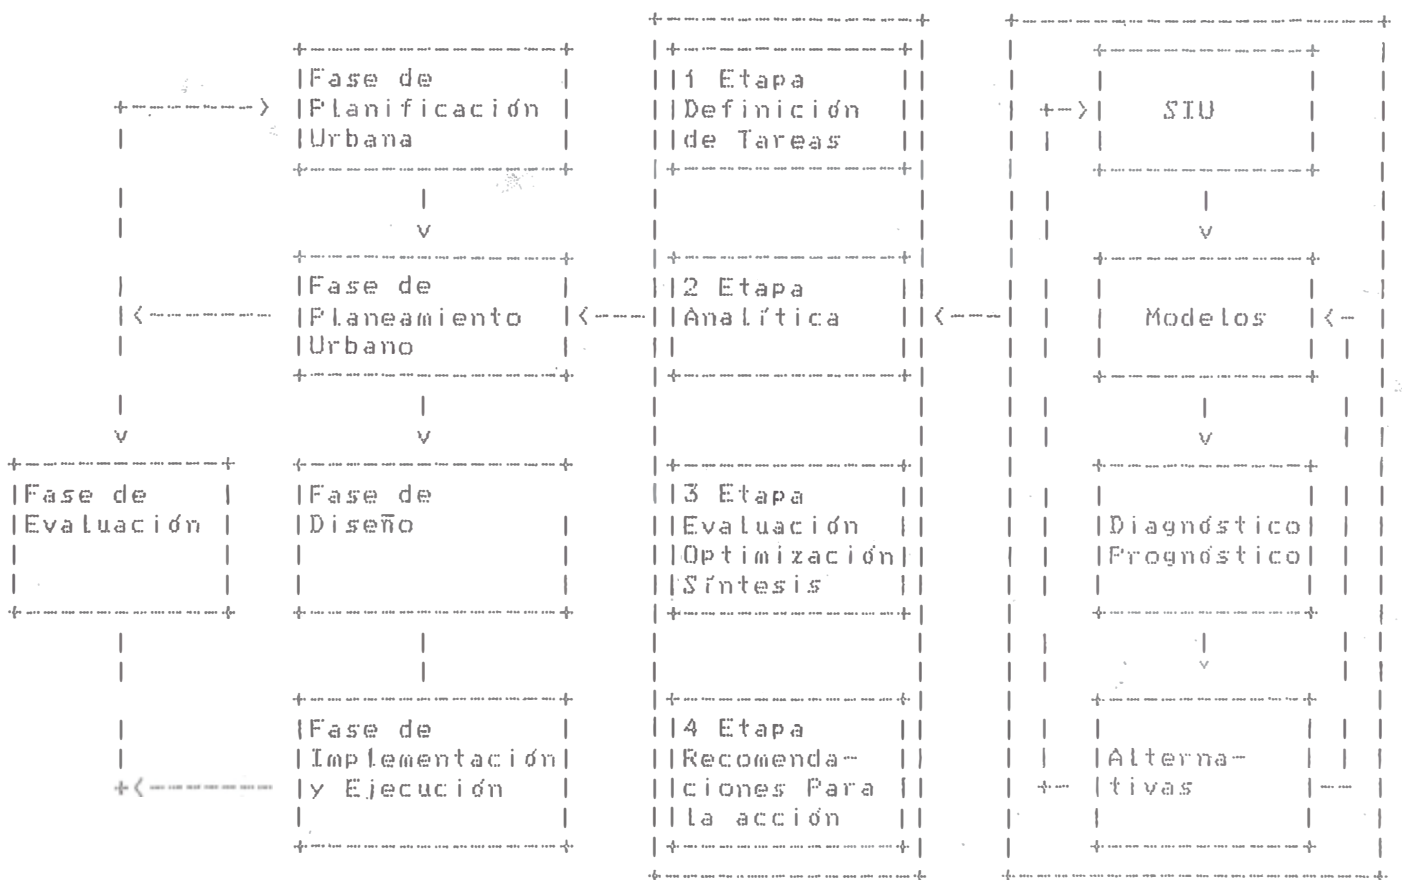 Fase de
Planificación
Urbana
1 Etapa
Definición
de Tareas
SIU
Fase de
Planeamiento
Urbano
2 Etapa
Analítica
Modelos
Fase de
Evaluación
Fase de
Diseño
3 Etapa
Evaluación
Optimización
Síntesis
Diagnóstico
Prognóstico
Fase de
Implementación
y Ejecución
4 Etapa
Recomenda-
ciones Para
la acción
Alterna-
tivas